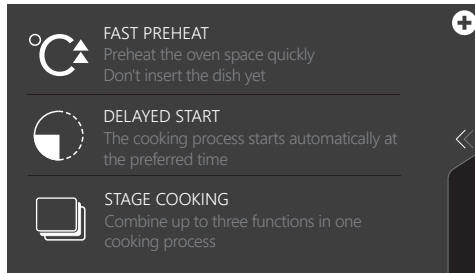 FAST PREHEAT
Preheat the oven space quickly
Don't insert the dish yet
DELAYED START
The cooking process starts automatically at
the preferred time
STAGE COOKING
Combine up to three functions in one
cooking process